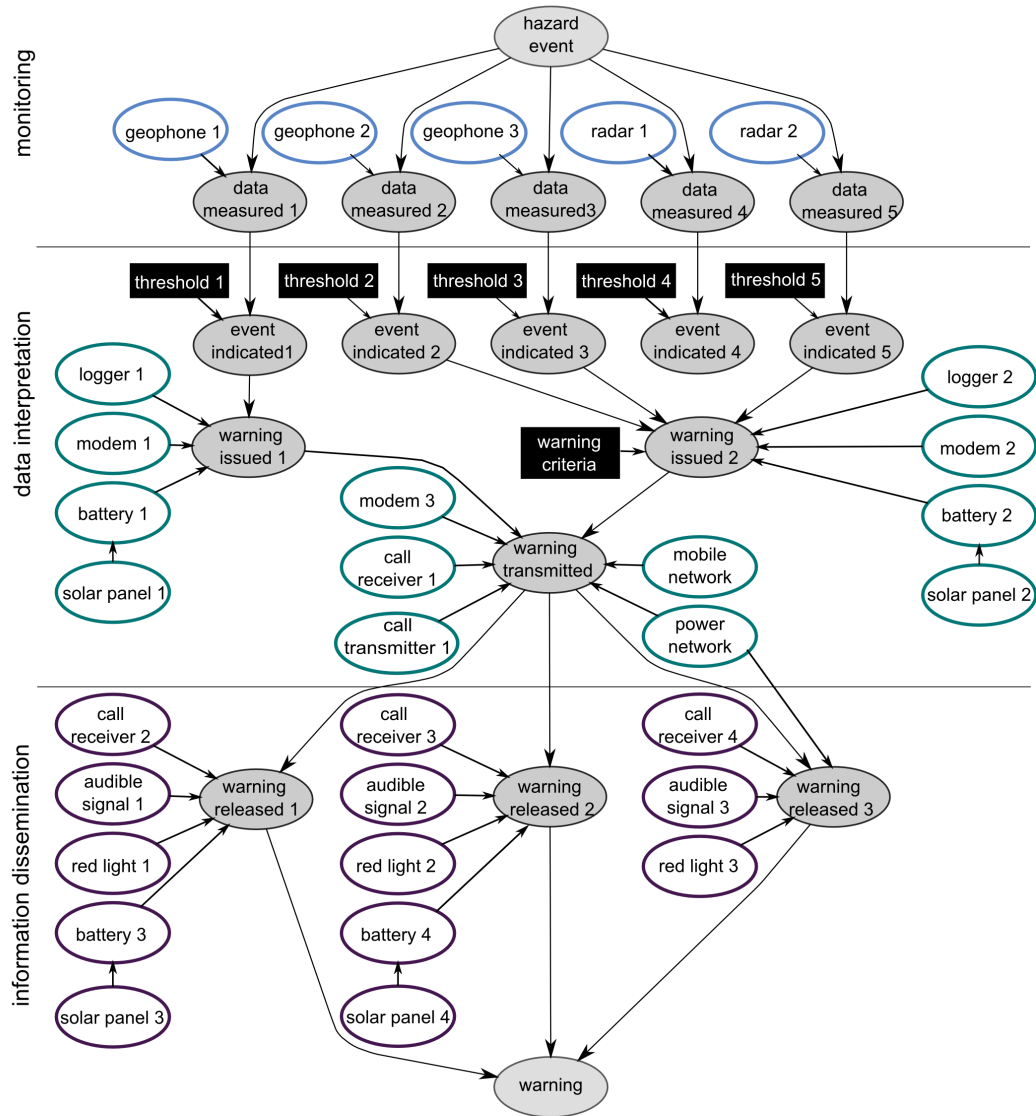 hazard
event
monitoring
geophone 1
geophone 2
geophone 3
radar 1
radar 2
data
measured 1
data
measured 2
data
measured3
data
measured 4
data
measured 5
threshold 1
threshold 2
threshold 3
threshold 4
threshold 5
event
indicated1
event
indicated 2
event
indicated 3
event
indicated 4
event
indicated 5
data interpretation
logger 1
modem 1
battery 1
solar panel 1
warning
issued 1
warning
criteria
warning
issued 2
logger 2
modem 2
battery 2
solar panel 2
modem 3
call
receiver 1
call
transmitter 1
warning
transmitted
mobile
network
power
network
information dissemination
call
receiver 2
audible
signal 1
red light 1
battery 3
solar panel 3
warning
released 1
call
receiver 3
audible
signal 2
red light 2
battery 4
solar panel 4
warning
released 2
call
receiver 4
audible
signal 3
red light 3
warning
released 3
warning